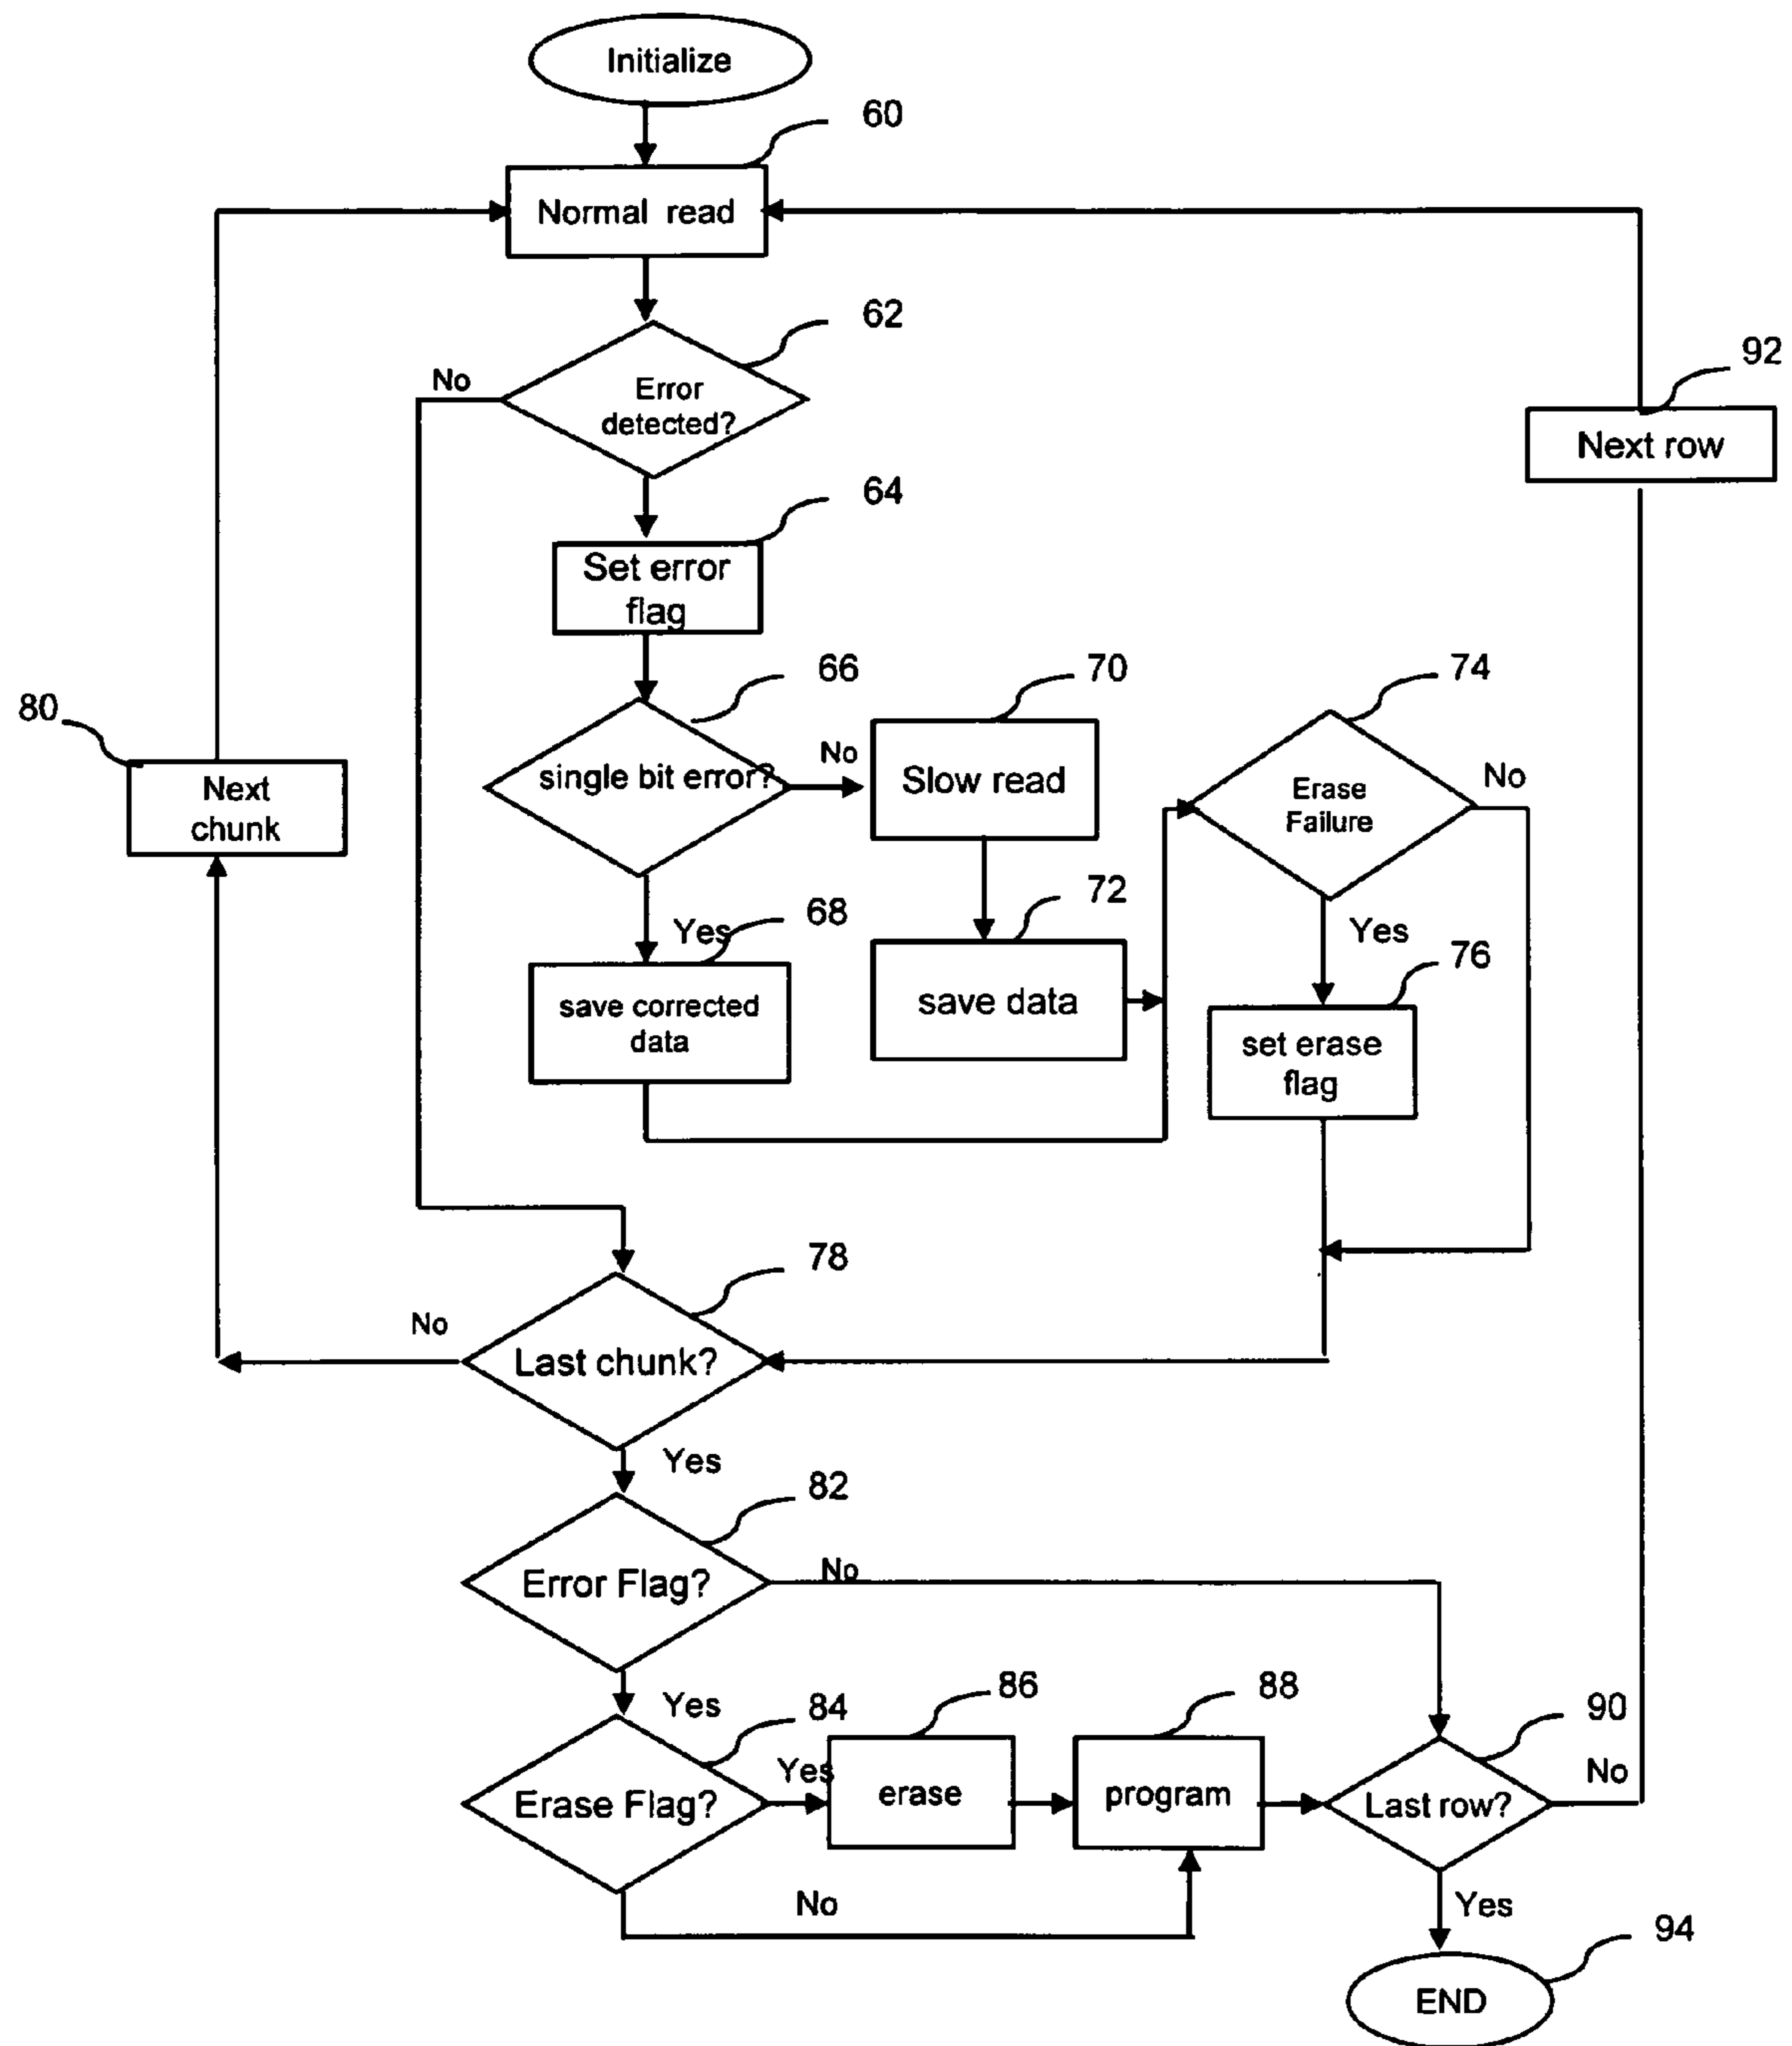 Initialize
60
Normal read
62
No
Error
detected?
92
Next row
64
Set error
flag
66
70
74
80
No
single bit error?
Slow read
Erase
Failure
No
Next
chunk
Yes
68
72
Yes
76
save corrected
data
save data
set erase
flag
78
No
Last chunk?
Yes
82
No
Error Flag?
Yes
84
86
88
90
Yes
No
Erase Flag?
erase
program
Last row?
No
Yes
94
END